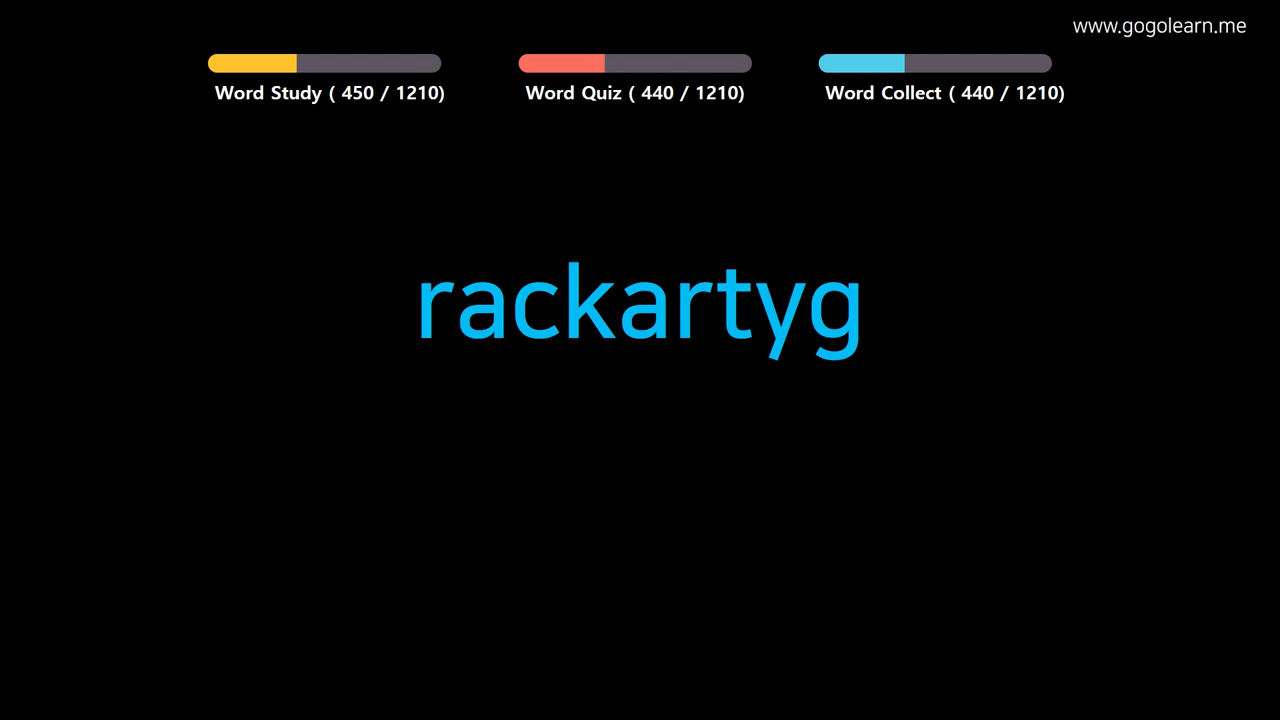 www.gogolearn.me
Word Study ( 450 / 1210)
Word Quiz ( 440 / 1210)
Word Collect ( 440 / 1210)
rackartyg